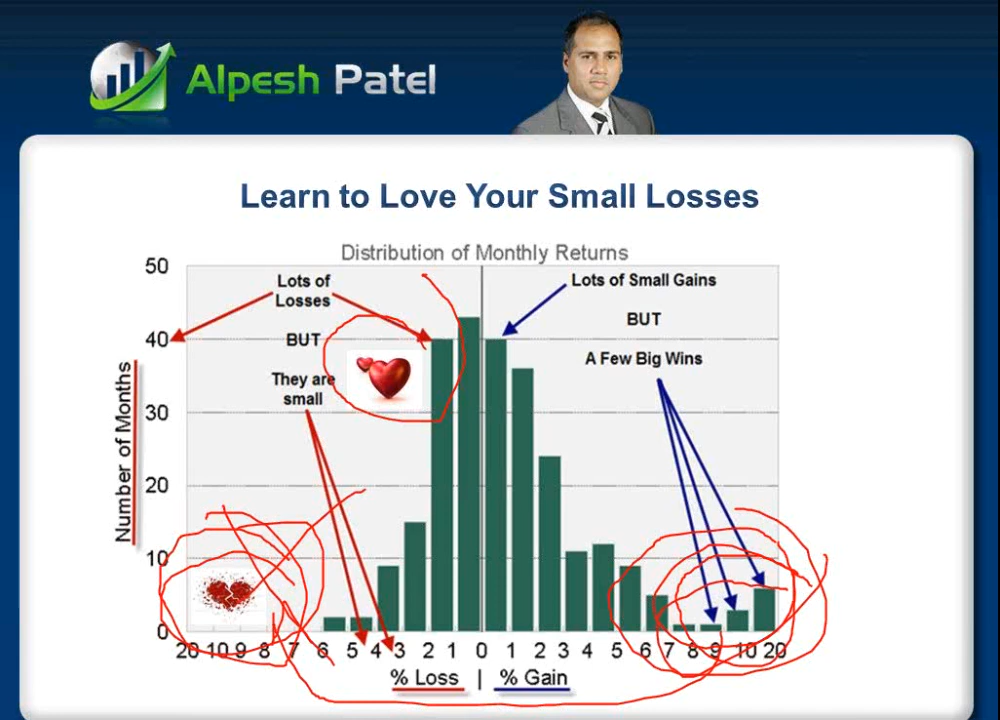 Alpesh Patel
Learn to Love Your Small Losses
Distribution of Monthly Returns
50
40
30
20
10
0
Number of Months
Lots of
Losses
BUT
They are
small
Lots of Small Gains
BUT
A Few Big Wins
20 10 9 8 7 6 5 4 3 2 1 0 1 2 3 4 5 6 7 8 9 10 20
% Loss | % Gain